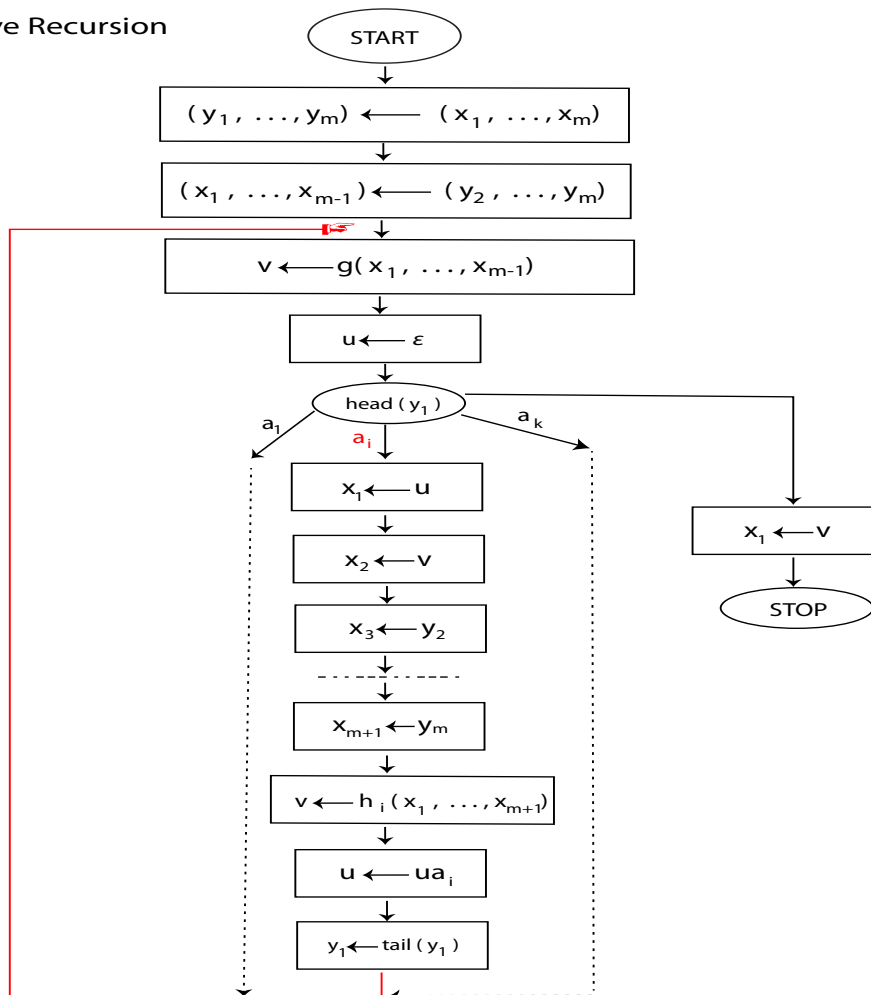 ve Recursion
START
( y₁ , ...,yₘ) ← ( x₁ , ...,xₘ)
( x₁ , ...,xₘ₋₁ ) ← ( y₂ , ...,yₘ)
v ← g( x₁ , ...,xₘ₋₁)
u ← ε
head ( y₁ )
a₁
aᵢ
aₖ
x₁ ← u
x₁ ← v
x₂ ← v
STOP
x₃ ← y₂
xₘ₊₁ ← yₘ
v ← hᵢ ( x₁ , ...,xₘ₊₁)
u ← uaᵢ
y₁ ← tail ( y₁ )